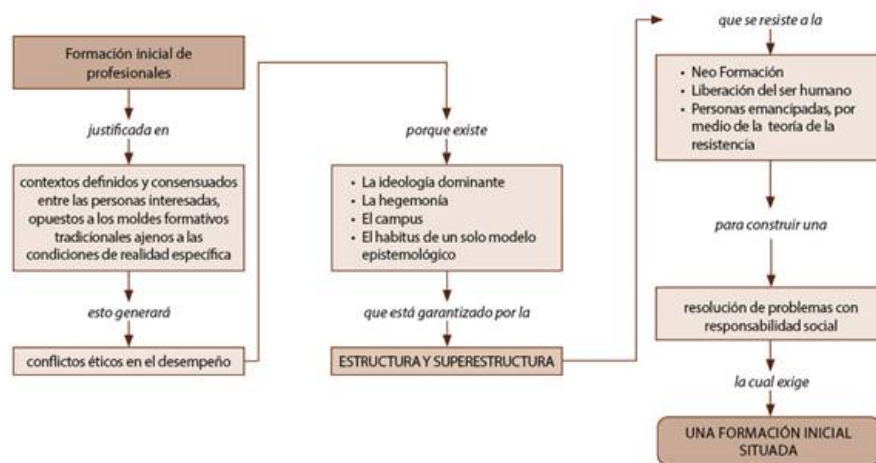 Formación inicial de
profesionales
justificada en
contextos definidos y consensuados
entre las personas interesadas,
opuestos a los moldes formativos
tradicionales ajenos a las
condiciones de realidad específica
esto generará
conflictos éticos en el desempeño
porque existe
• La ideología dominante
• La hegemonía
• El campus
• El habitus de un solo modelo
epistemológico
que está garantizado por la
ESTRUCTURA Y SUPERESTRUCTURA
que se resiste a la
• Neo Formación
• Liberación del ser humano
• Personas emancipadas, por
medio de la teoría de la
resistencia
para construir una
resolución de problemas con
responsabilidad social
la cual exige
UNA FORMACIÓN INICIAL
SITUADA